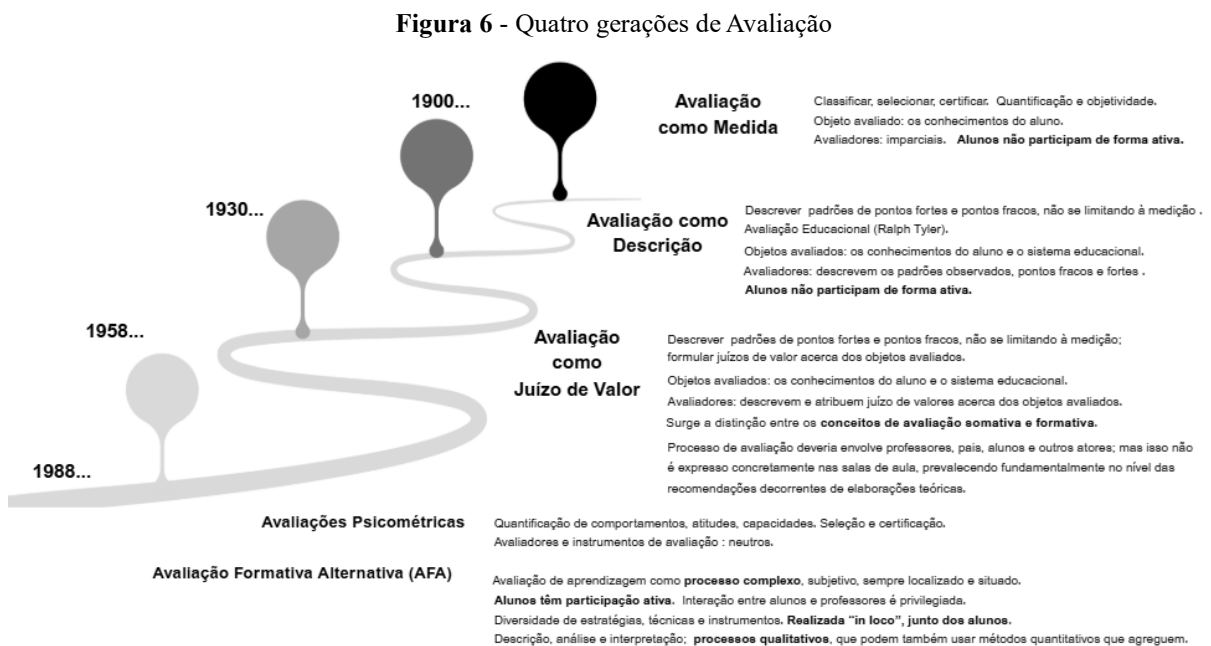 Figura 6 - Quatro gerações de Avaliação
1900...
Avaliação
como Medida
Classificar, selecionar, certificar. Quantificação e objetividade.
Objeto avaliado: os conhecimentos do aluno.
Avaliadores: imparciais. Alunos não participam de forma ativa.
1930...
Avaliação como
Descrição
Descrever padrões de pontos fortes e pontos fracos, não se limitando à medição .
Avaliação Educacional (Ralph Tyler).
Objetos avaliados: os conhecimentos do aluno e o sistema educacional.
Avaliadores: descrevem os padrões observados, pontos fracos e fortes .
Alunos não participam de forma ativa.
1958...
Avaliação
como
Juízo de Valor
Descrever padrões de pontos fortes e pontos fracos, não se limitando à medição;
formular juízos de valor acerca dos objetos avaliados.
Objetos avaliados: os conhecimentos do aluno e o sistema educacional.
Avaliadores: descrevem e atribuem juízo de valores acerca dos objetos avaliados.
Surge a distinção entre os conceitos de avaliação somativa e formativa.
Processo de avaliação deveria envolve professores, pais, alunos e outros atores; mas isso não
é expresso concretamente nas salas de aula, prevalecendo fundamentalmente no nível das
recomendações decorrentes de elaborações teóricas.
1988...
Avaliações Psicométricas
Quantificação de comportamentos, atitudes, capacidades. Seleção e certificação.
Avaliadores e instrumentos de avaliação : neutros.
Avaliação Formativa Alternativa (AFA)
Avaliação de aprendizagem como processo complexo, subjetivo, sempre localizado e situado.
Alunos têm participação ativa. Interação entre alunos e professores é privilegiada.
Diversidade de estratégias, técnicas e instrumentos. Realizada "in loco", junto dos alunos.
Descrição, análise e interpretação; processos qualitativos, que podem também usar métodos quantitativos que agreguem.